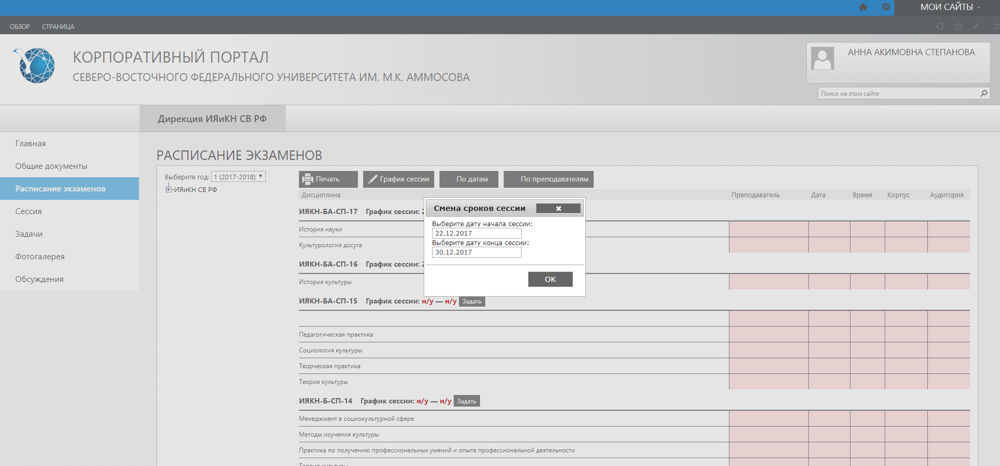 МОИ САЙТЫ
ОБЗОР СТРАНИЦА
КОРПОРАТИВНЫЙ ПОРТАЛ
СЕВЕРО-ВОСТОЧНОГО ФЕДЕРАЛЬНОГО УНИВЕРСИТЕТА ИМ. М.К. АММОСОВА
АННА АКИМОВНА СТЕПАНОВА
Поиск на этом сайте
Дирекция ИЯиКН СВ РФ
Главная
Общие документы
Расписание экзаменов
Сессия
Задачи
Фотогалерея
Обсуждения
РАСПИСАНИЕ ЭКЗАМЕНОВ
Выберите год: 1 (2017-2018)
ИЯиКН СВ РФ
Печать График сессии По датам По преподавателям
Дисциплина Преподаватель Дата Время Корпус Аудитория
ИЯКН-БА-СП-17 График сессии: 2
История науки
Культурология досуга
ИЯКН-БА-СП-16 График сессии: 2
История культуры
Смена сроков сессии
Выберите дату начала сессии:
22.12.2017
Выберите дату конца сессии:
30.12.2017
OK
ИЯКН-БА-СП-15 График сессии: н/у — н/у Задать
Педагогическая практика
Социология культуры
Творческая практика
Теория культуры
ИЯКН-Б-СП-14 График сессии: н/у — н/у Задать
Менеджмент в социокультурной сфере
Методы изучения культуры
Практика по получению профессиональных умений и опыта профессиональной деятельности
Теория культуры